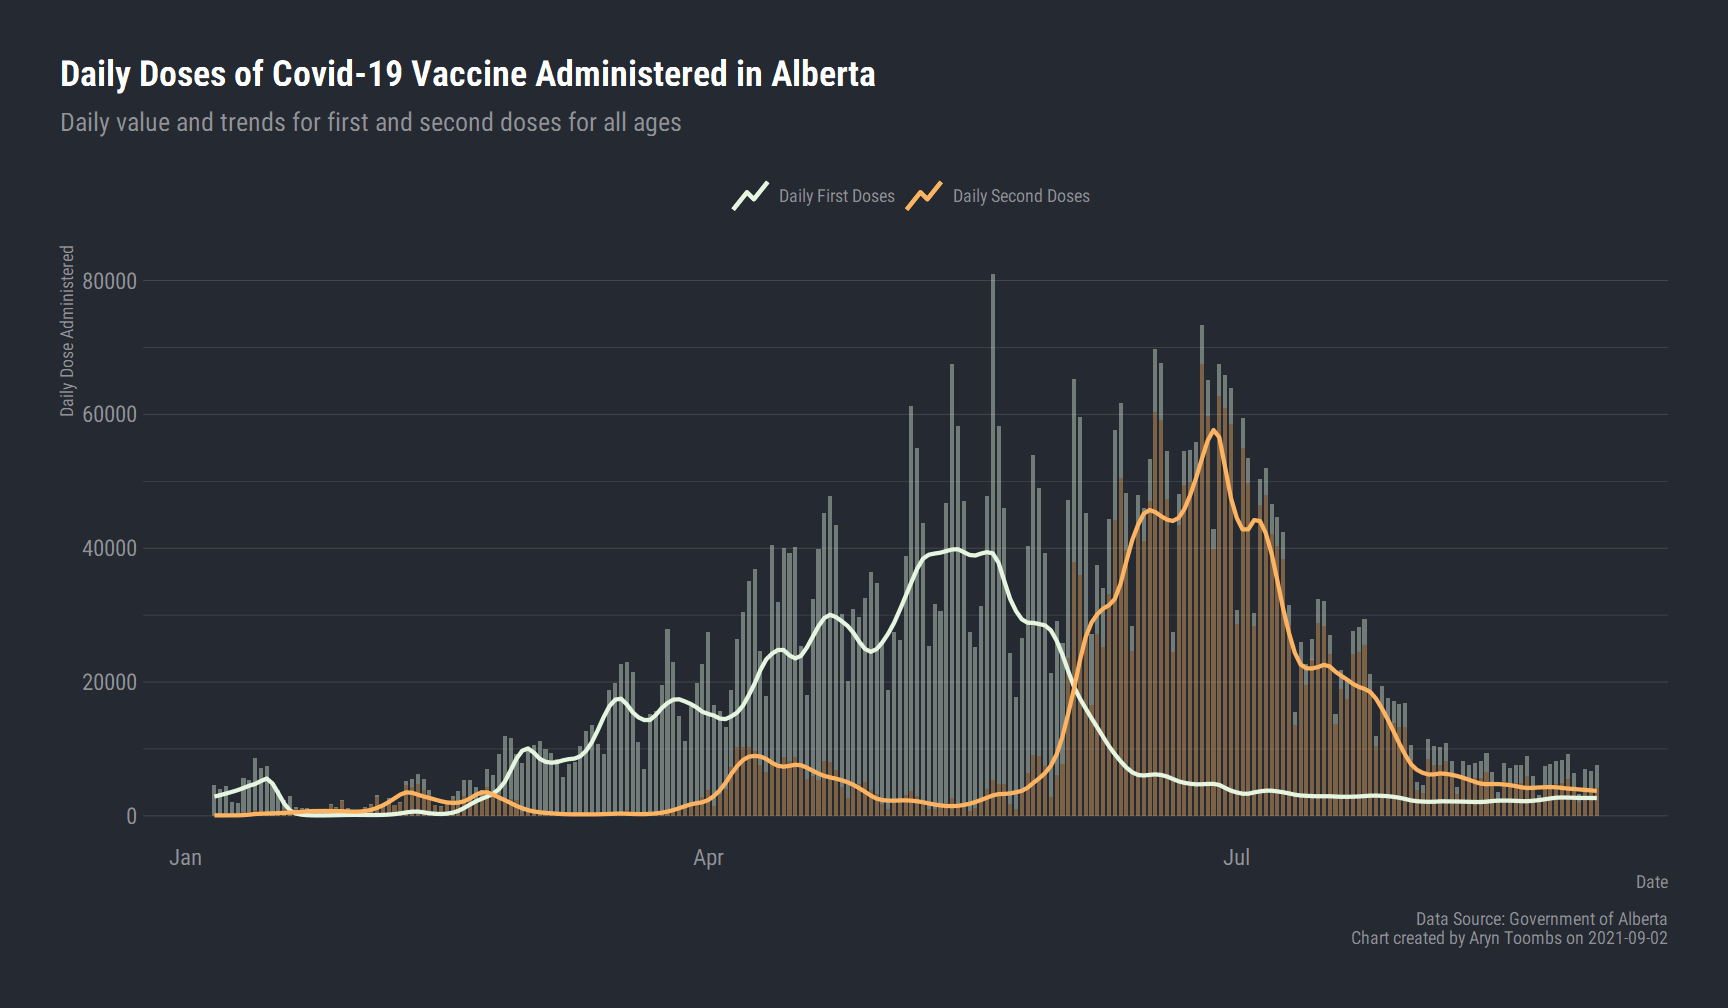 Daily Doses of Covid-19 Vaccine Administered in Alberta
Daily value and trends for first and second doses for all ages
Daily First Doses
Daily Second Doses
Daily Dose Administered
80000
60000
40000
20000
0
Jan
Apr
Jul
Date
Data Source: Government of Alberta
Chart created by Aryn Toombs on 2021-09-02